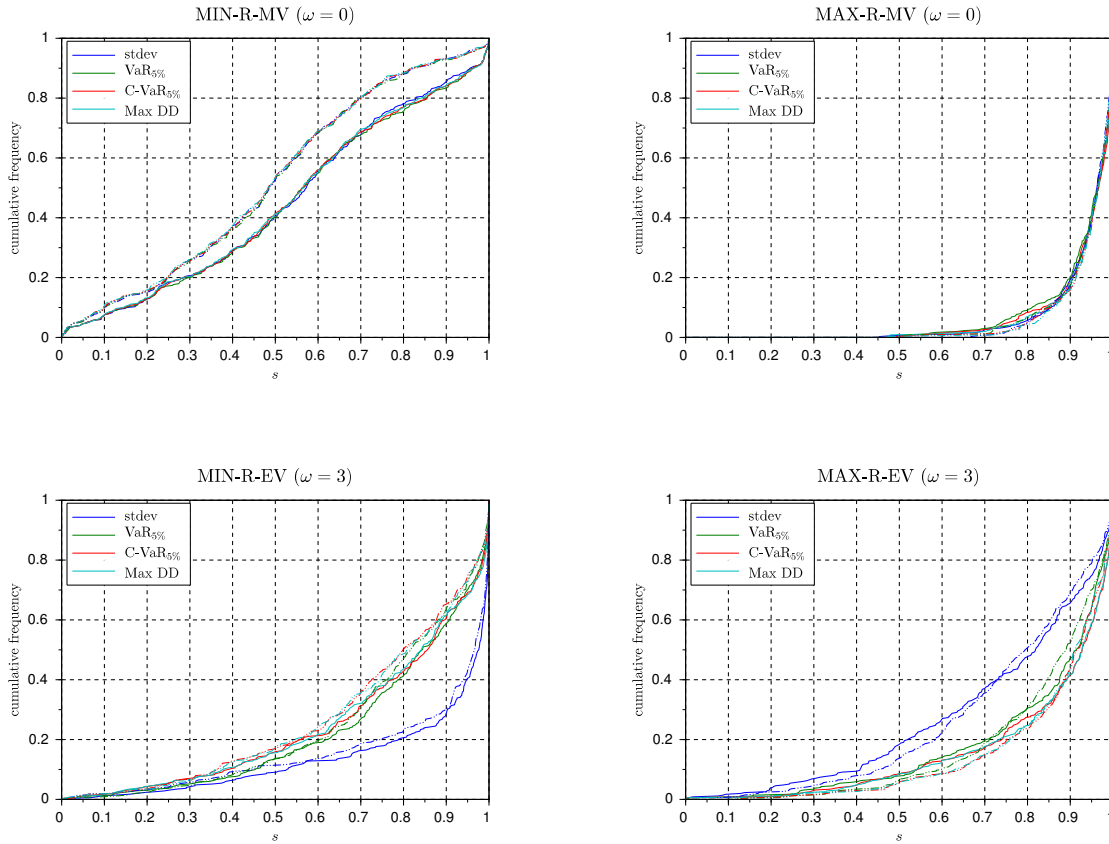 MIN-R-MV (ω = 0)
1
0.8
0.6
0.4
0.2
0
cumulative frequency
stdev
VaR5%
C-VaR5%
Max DD
0 0.1 0.2 0.3 0.4 0.5 0.6 0.7 0.8 0.9 1
s
MAX-R-MV (ω = 0)
1
0.8
0.6
0.4
0.2
0
cumulative frequency
stdev
VaR5%
C-VaR5%
Max DD
0 0.1 0.2 0.3 0.4 0.5 0.6 0.7 0.8 0.9 1
s
MIN-R-EV (ω = 3)
1
0.8
0.6
0.4
0.2
0
cumulative frequency
stdev
VaR5%
C-VaR5%
Max DD
0 0.1 0.2 0.3 0.4 0.5 0.6 0.7 0.8 0.9 1
s
MAX-R-EV (ω = 3)
1
0.8
0.6
0.4
0.2
0
cumulative frequency
stdev
VaR5%
C-VaR5%
Max DD
0 0.1 0.2 0.3 0.4 0.5 0.6 0.7 0.8 0.9 1
s